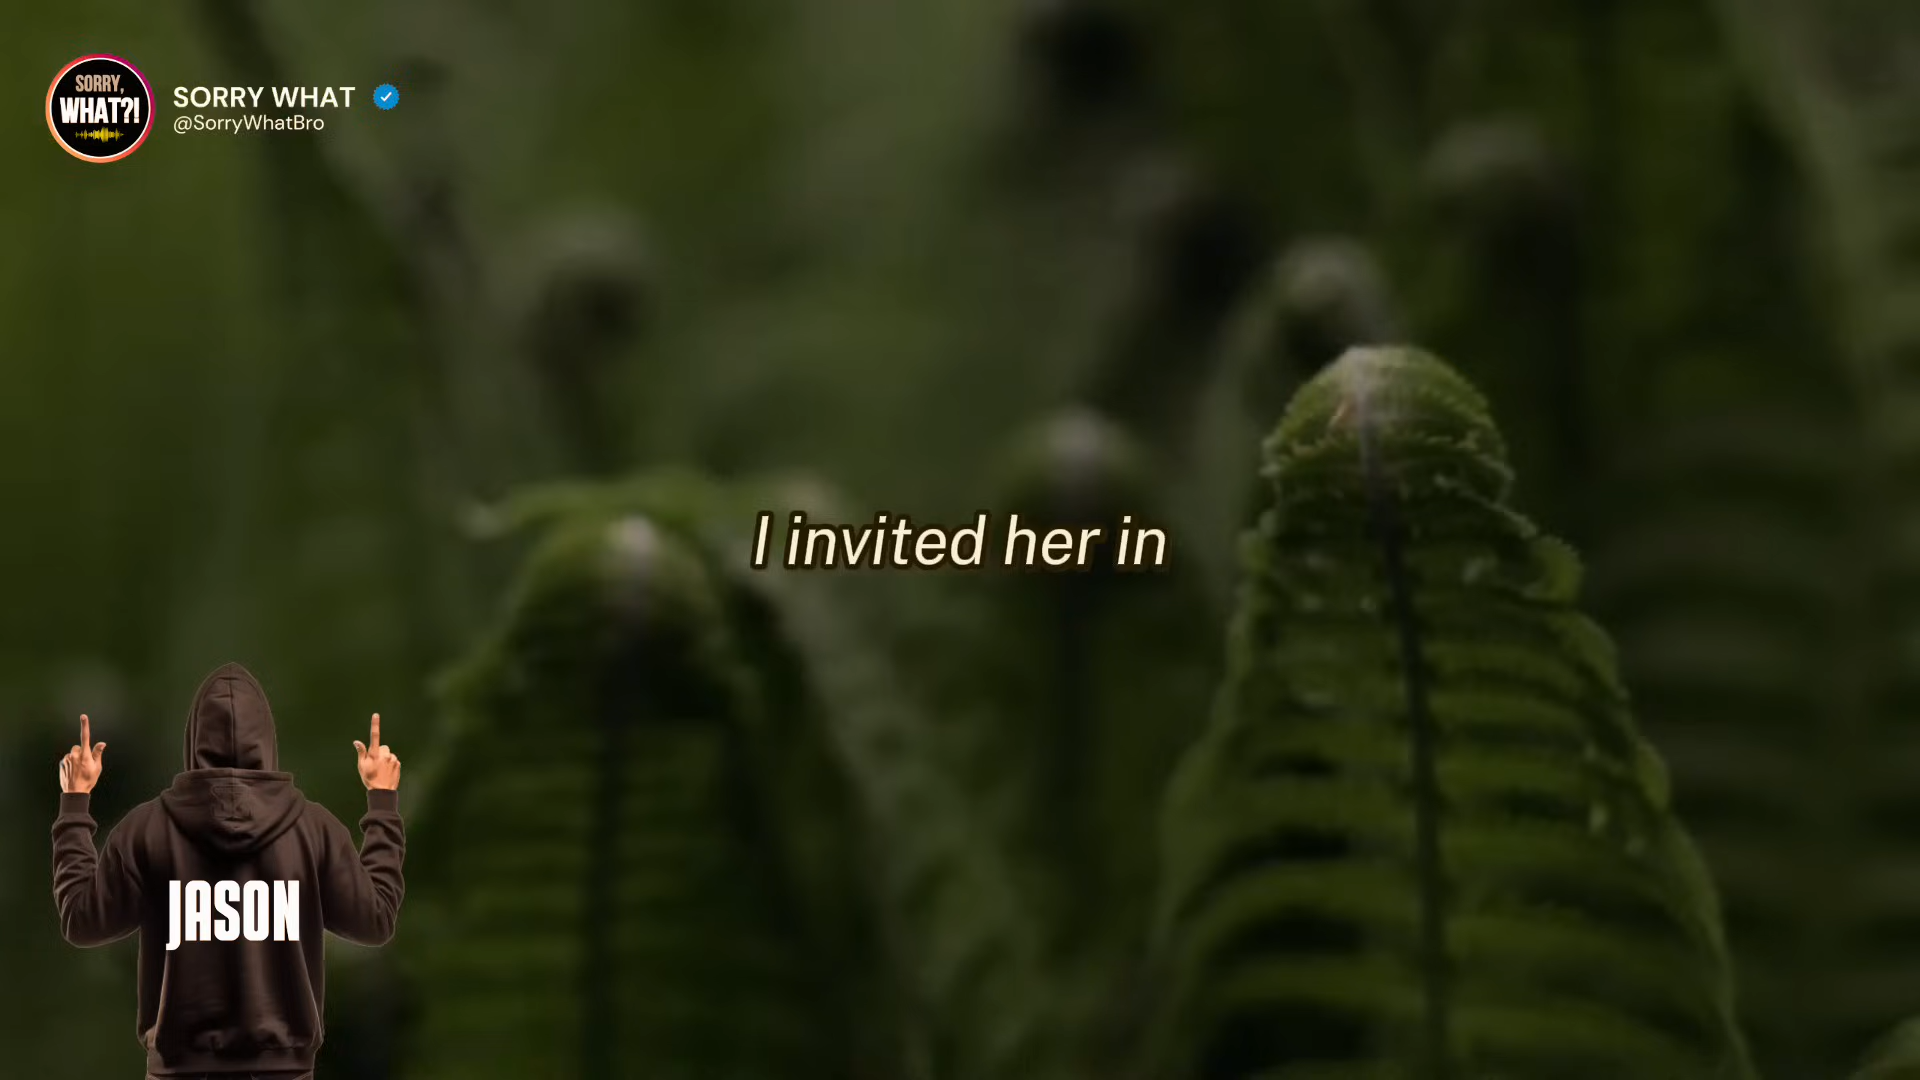 SORRY,
WHAT?!
SORRY WHAT
@SorryWhatBro
I invited her in
JASON